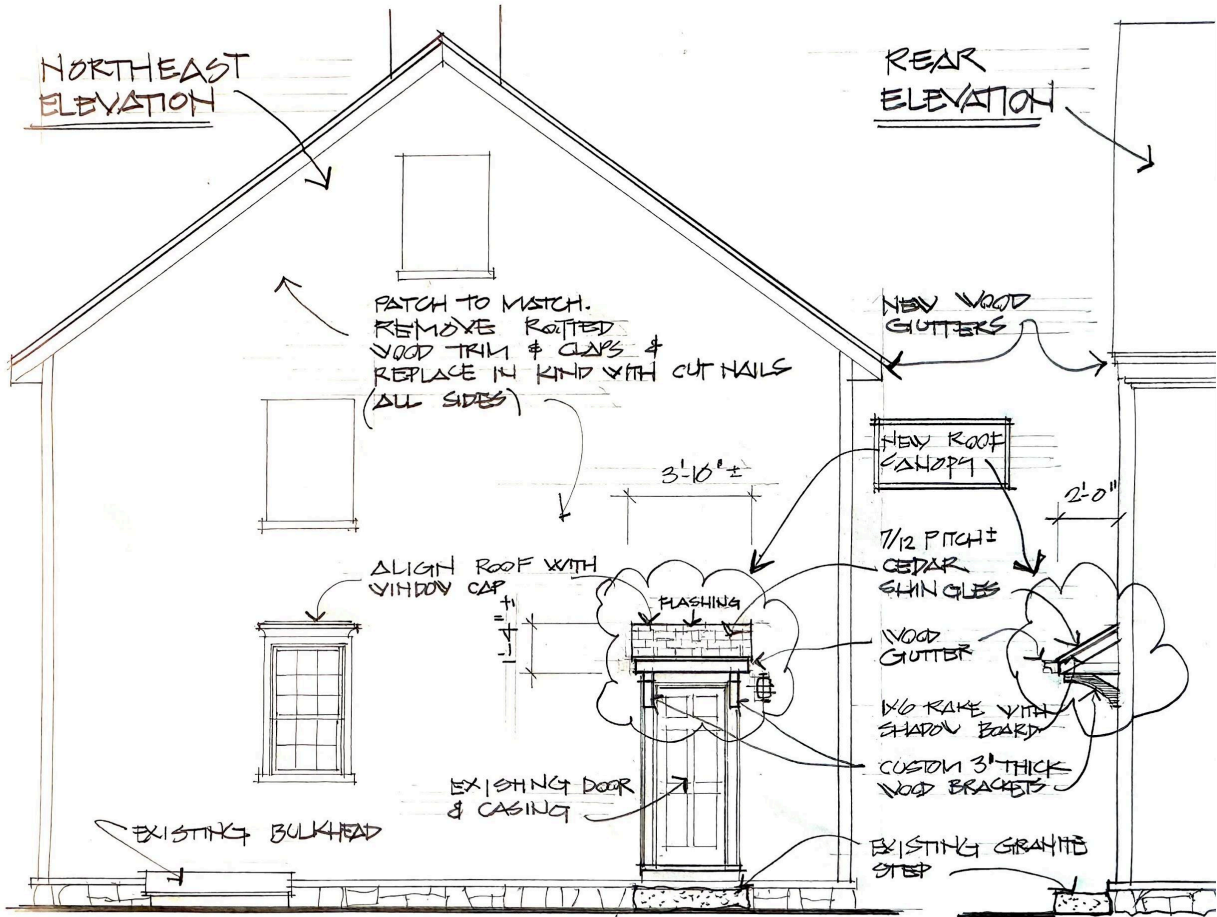 NORTHEAST
ELEVATION
REAR
ELEVATION
PATCH TO MATCH.
REMOVE ROTTED
WOOD TRIM & CLAPS &
REPLACE IN KIND WITH CUT NAILS
(ALL SIDES)
NEW WOOD
GUTTERS
NEW ROOF
CANOPY
3'-10" ±
2'-0"
7/12 PITCH ±
CEDAR
SHINGLES
ALIGN ROOF WITH
WINDOW CAP
FLASHING
1'-4" ±
WOOD
GUTTER
1X6 RAKE WITH
SHADOW BOARD
CUSTOM 3" THICK
WOOD BRACKETS
EXISTING DOOR
& CASING
EXISTING BULKHEAD
EXISTING GRANITE
STEP